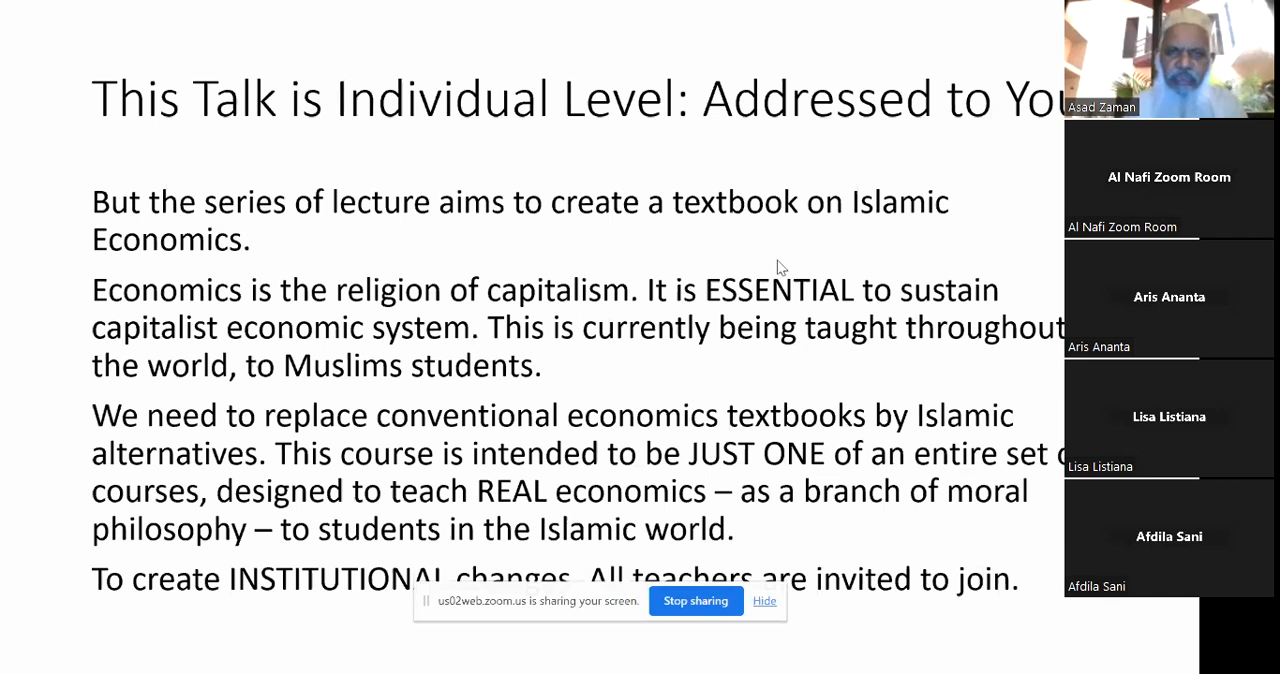 This Talk is Individual Level: Addressed to You
But the series of lecture aims to create a textbook on Islamic
Economics.
Economics is the religion of capitalism. It is ESSENTIAL to sustain
capitalist economic system. This is currently being taught throughout
the world, to Muslims students.
We need to replace conventional economics textbooks by Islamic
alternatives. This course is intended to be JUST ONE of an entire set
courses, designed to teach REAL economics – as a branch of moral
philosophy – to students in the Islamic world.
To create INSTITUTIONAL changes. All teachers are invited to join.
us02web.zoom.us is sharing your screen.
Stop sharing
Hide
Asad Zaman
Al Nafi Zoom Room
Al Nafi Zoom Room
Aris Ananta
Aris Ananta
Lisa Listiana
Lisa Listiana
Afdila Sani
Afdila Sani